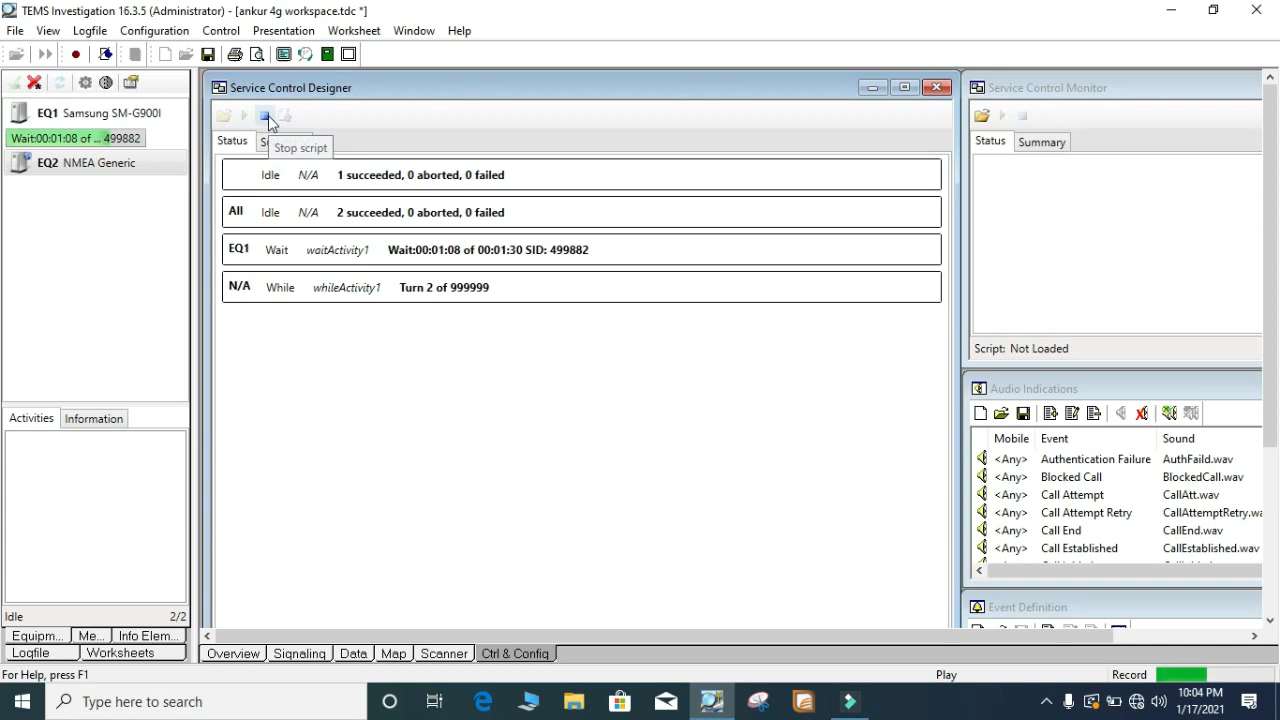 TEMS Investigation 16.3.5 (Administrator) - [ankur 4g workspace.tdc *]
File View Logfile Configuration Control Presentation Worksheet Window Help
EQ1 Samsung SM-G900I
Wait:00:01:08 of ... 499882
EQ2 NMEA Generic
Activities Information
Idle 2/2
Equipm... Me... Info Elem...
Logfile Worksheets
Service Control Designer
Status
Stop script
Idle N/A 1 succeeded, 0 aborted, 0 failed
All Idle N/A 2 succeeded, 0 aborted, 0 failed
EQ1 Wait waitActivity1 Wait:00:01:08 of 00:01:30 SID: 499882
N/A While whileActivity1 Turn 2 of 999999
Service Control Monitor
Status Summary
Script: Not Loaded
Audio Indications
Mobile Event Sound
<Any> Authentication Failure AuthFaild.wav
<Any> Blocked Call BlockedCall.wav
<Any> Call Attempt CallAtt.wav
<Any> Call Attempt Retry CallAttemptRetry.wa
<Any> Call End CallEnd.wav
<Any> Call Established CallEstablished.wav
Event Definition
Overview Signaling Data Map Scanner Ctrl & Config
For Help, press F1 Play Record
Type here to search
10:04 PM
1/17/2021